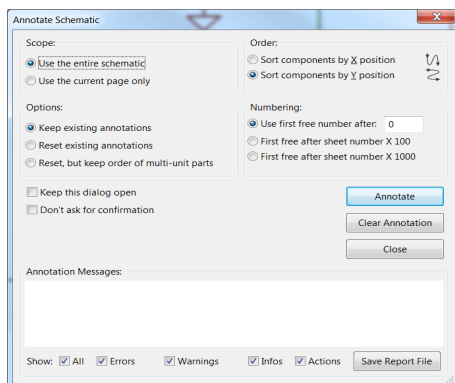 Annotate Schematic
Scope:
Use the entire schematic
Use the current page only
Order:
Sort components by X position
Sort components by Y position
Options:
Keep existing annotations
Reset existing annotations
Reset, but keep order of multi-unit parts
Numbering:
Use first free number after: 0
First free after sheet number X 100
First free after sheet number X 1000
Keep this dialog open
Don't ask for confirmation
Annotate
Clear Annotation
Close
Annotation Messages:
Show: All Errors Warnings Infos Actions Save Report File